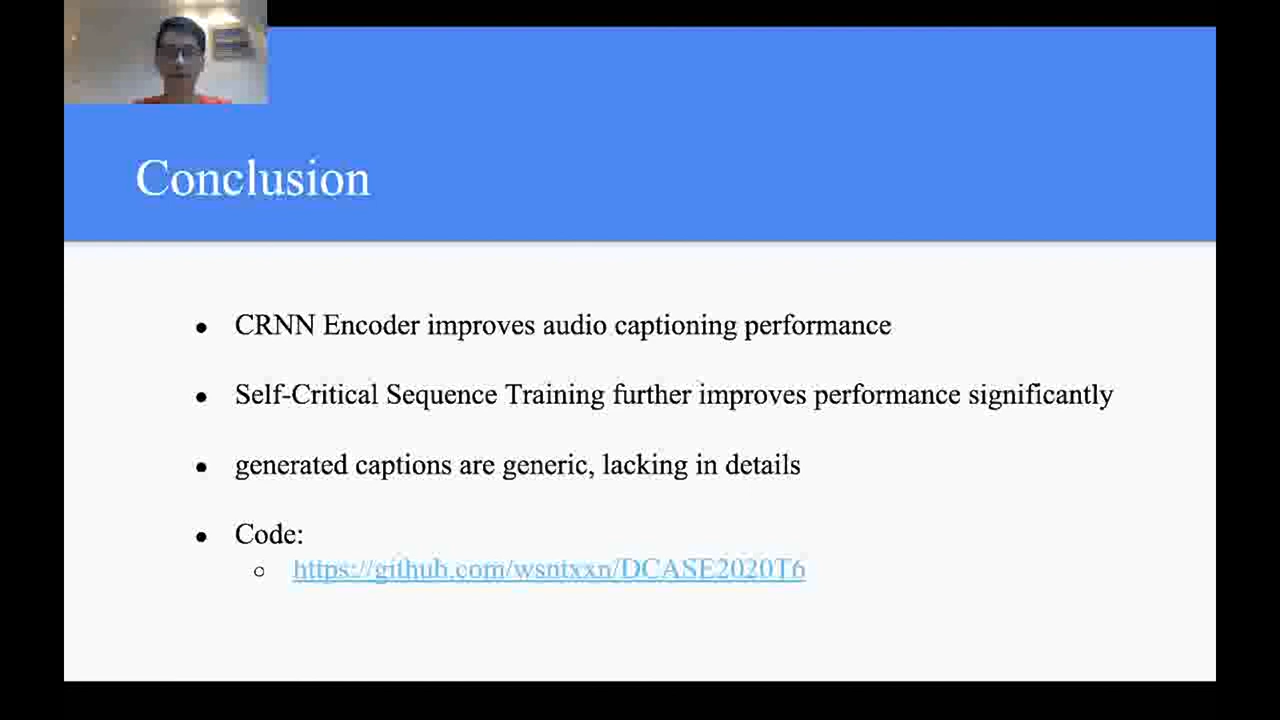 Conclusion
CRNN Encoder improves audio captioning performance
Self-Critical Sequence Training further improves performance significantly
generated captions are generic, lacking in details
Code:
https://github.com/wsntxxn/DCASE2020T6